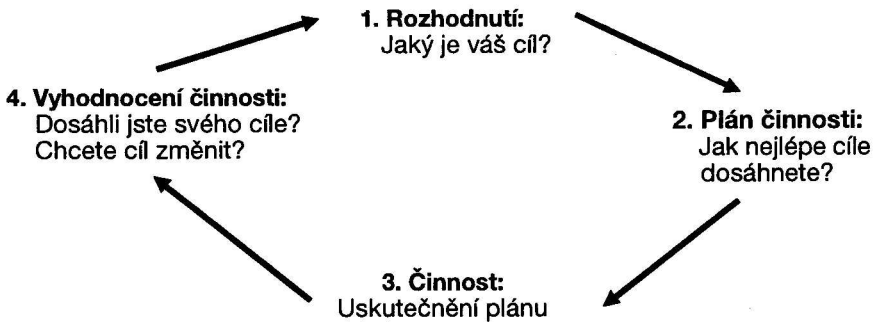 1. Rozhodnutí:
Jaký je váš cíl?
2. Plán činnosti:
Jak nejlépe cíle
dosáhnete?
3. Činnost:
Uskutečnění plánu
4. Vyhodnocení činnosti:
Dosáhli jste svého cíle?
Chcete cíl změnit?